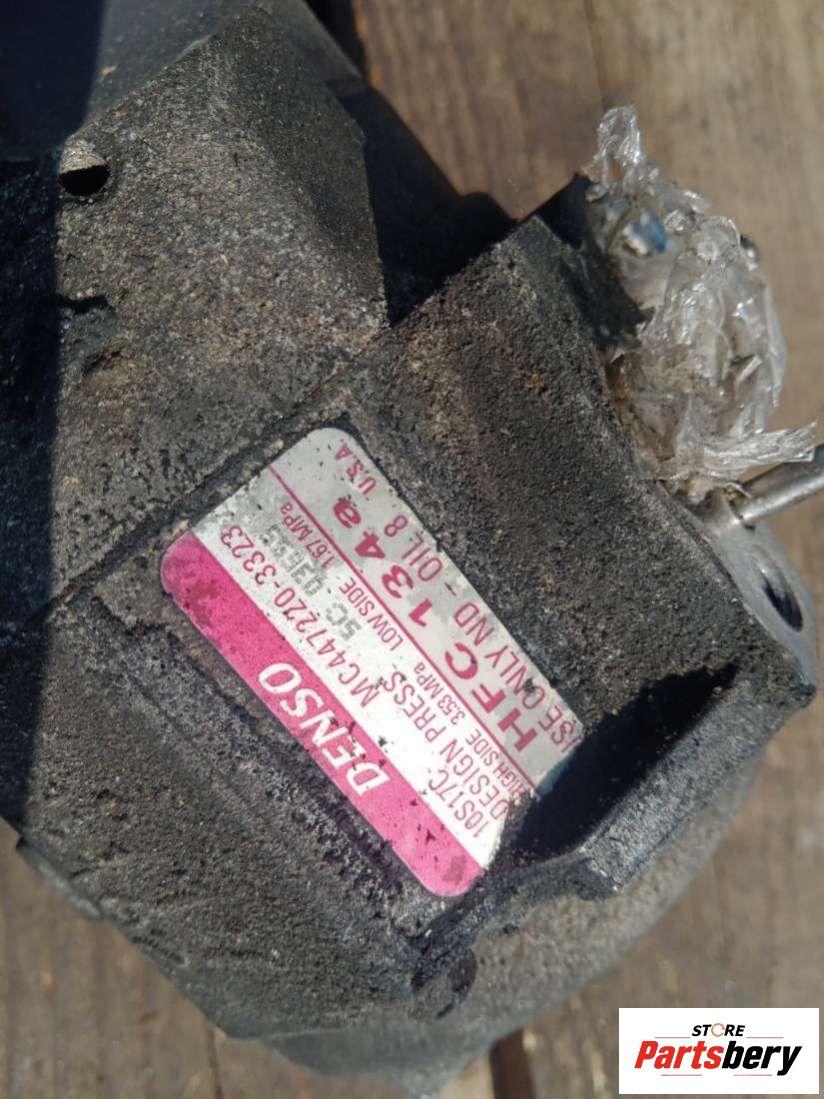 DENSO
10S17C MC447220-3323
DESIGN PRESS. 5C
HIGH SIDE 3.53 MPa LOW SIDE 1.67 MPa
HFC 134a
USE ONLY ND-OIL 8 U.S.A.
STORE
Partsbery